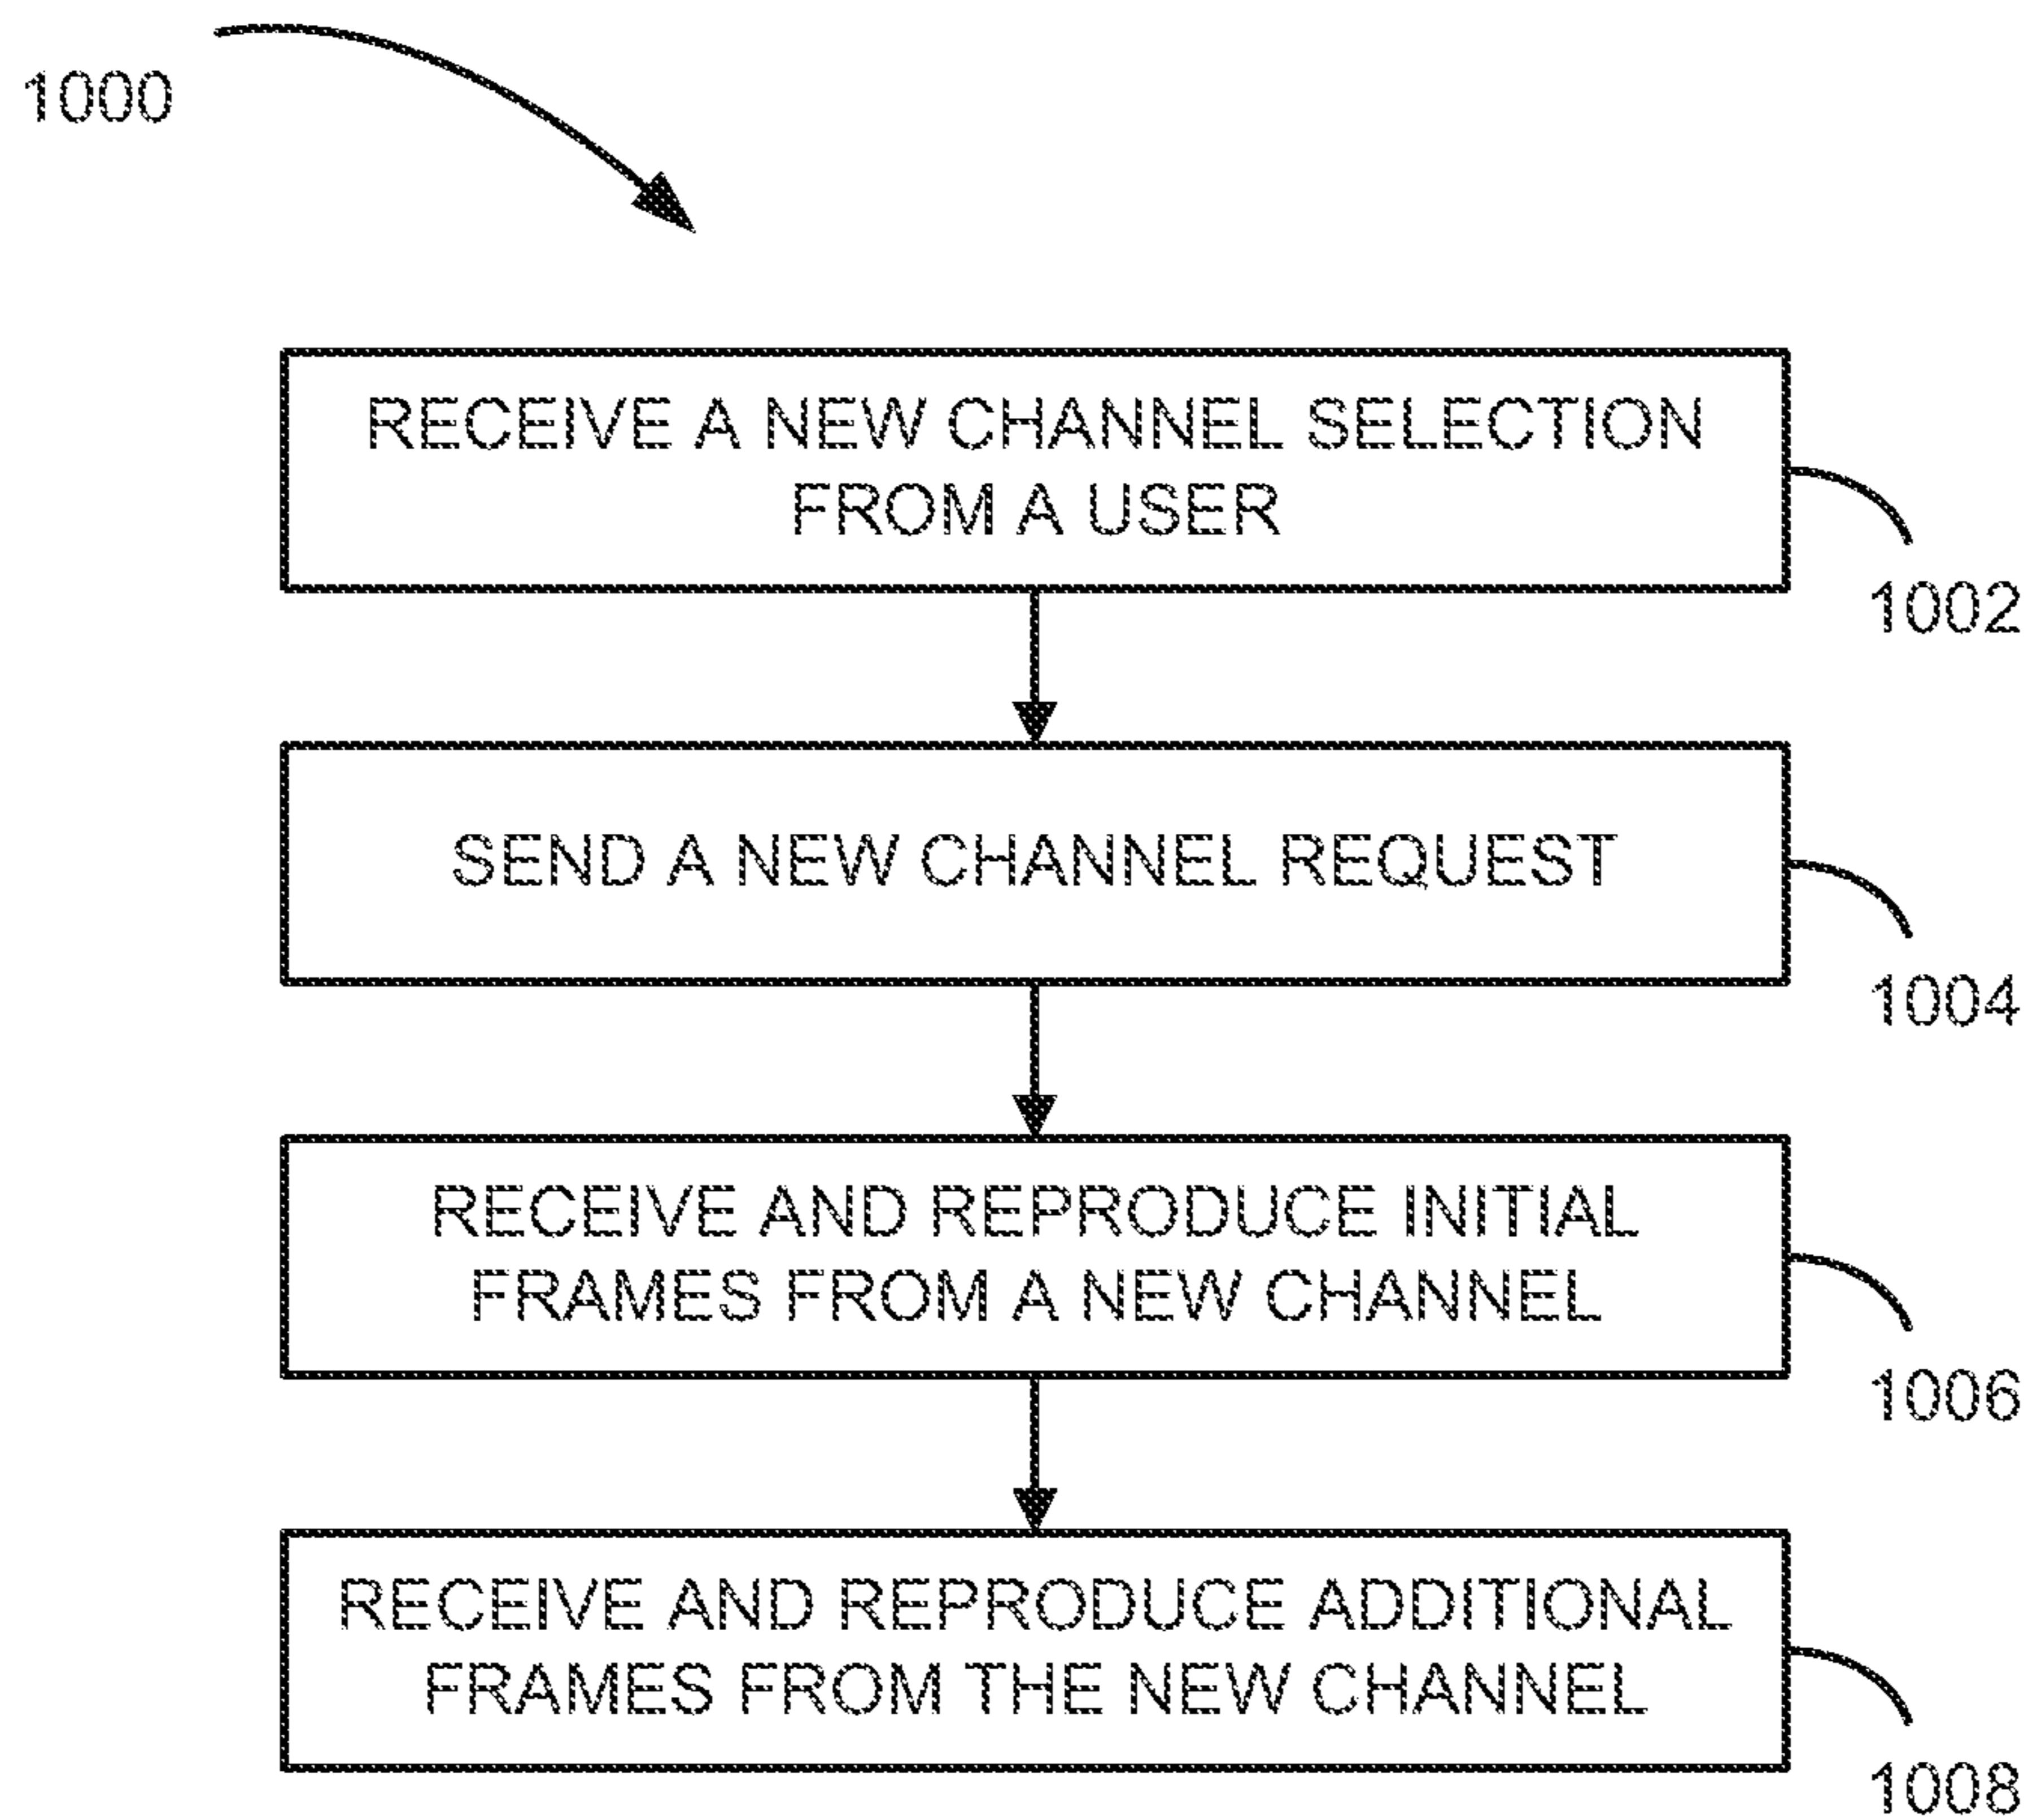 1000
RECEIVE A NEW CHANNEL SELECTION
FROM A USER
1002
SEND A NEW CHANNEL REQUEST
1004
RECEIVE AND REPRODUCE INITIAL
FRAMES FROM A NEW CHANNEL
1006
RECEIVE AND REPRODUCE ADDITIONAL
FRAMES FROM THE NEW CHANNEL
1008